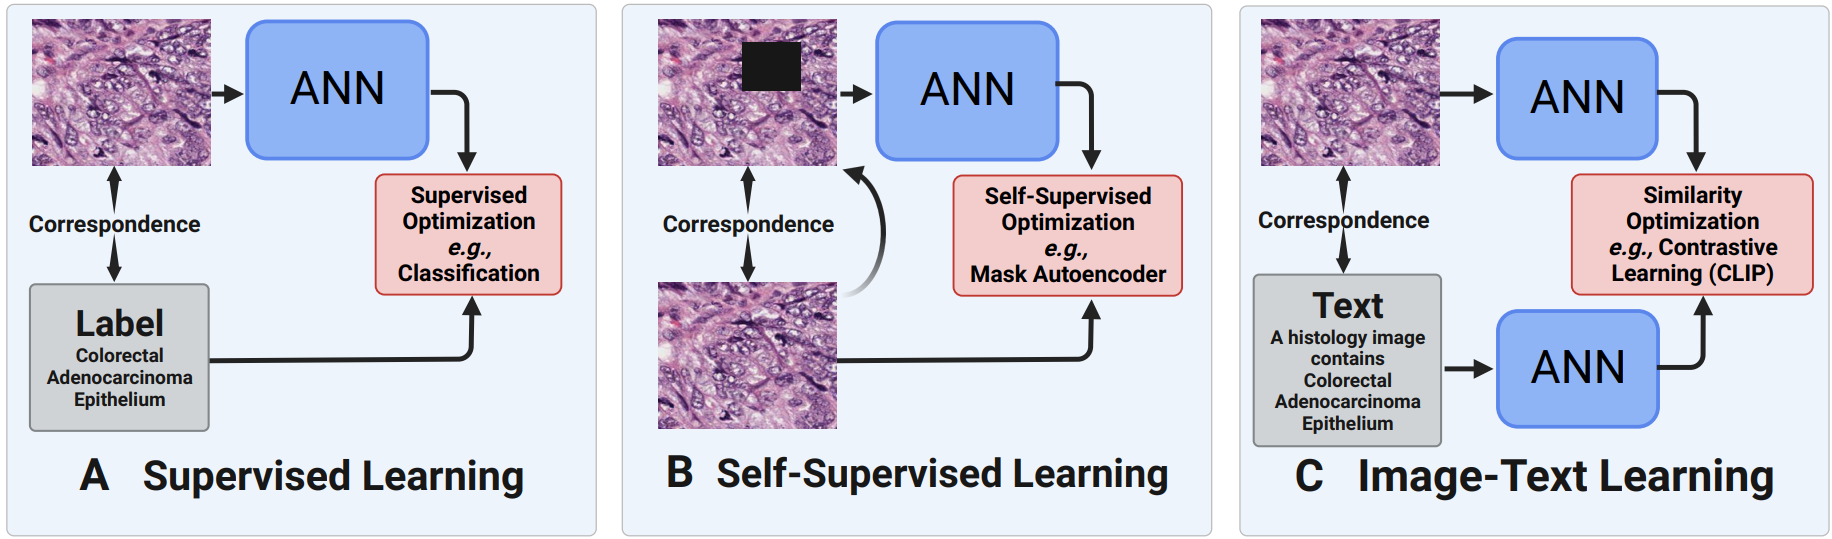 ANN
Correspondence
Supervised
Optimization
e.g.,
Classification
Label
Colorectal
Adenocarcinoma
Epithelium
A Supervised Learning
ANN
Correspondence
Self-Supervised
Optimization
e.g.,
Mask Autoencoder
B Self-Supervised Learning
ANN
Correspondence
Similarity
Optimization
e.g., Contrastive
Learning (CLIP)
Text
A histology image
contains
Colorectal
Adenocarcinoma
Epithelium
ANN
C Image-Text Learning